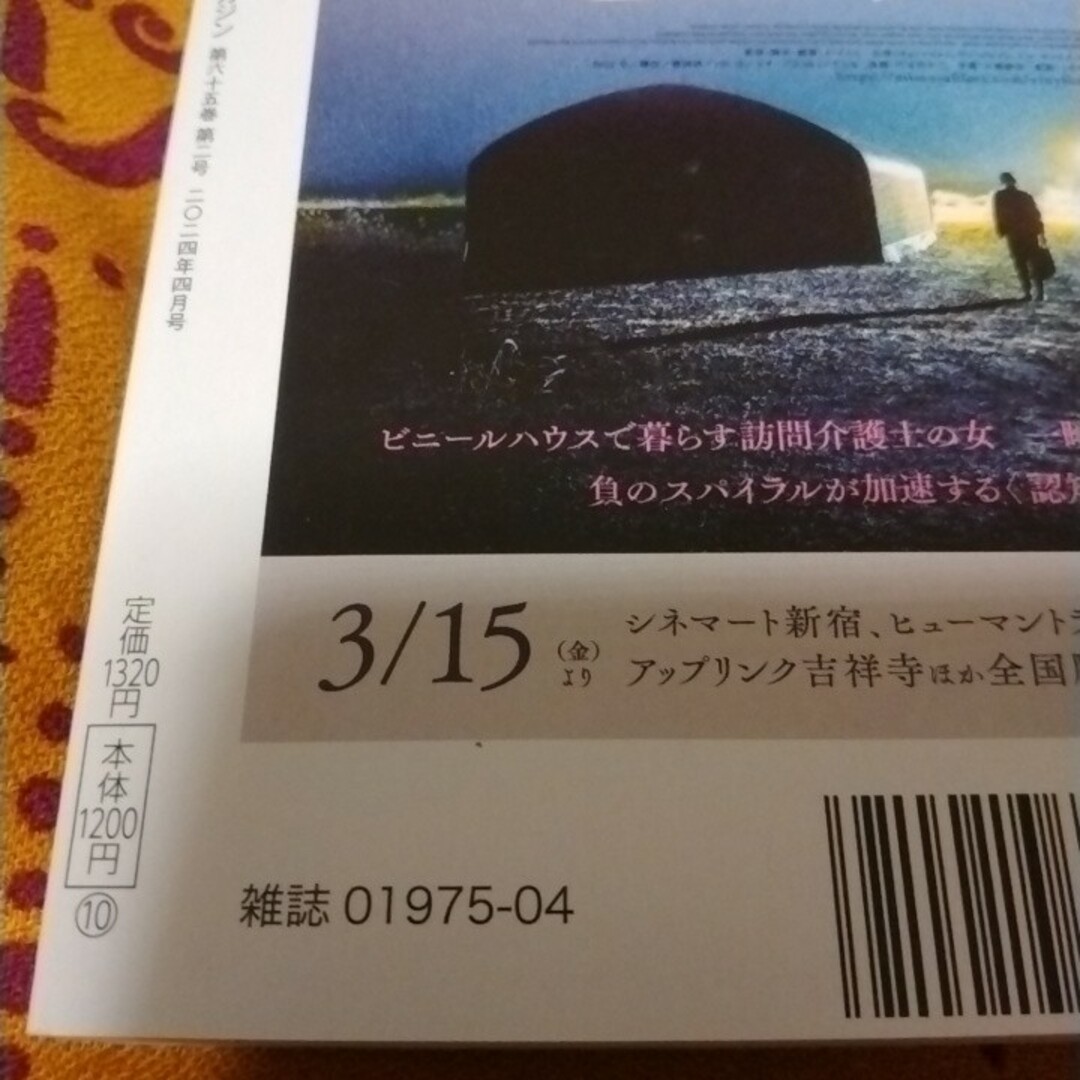 ジン 第六十五巻 第二号 二〇二四年四月号
ビニールハウスで暮らす訪問介護士の女
負のスパイラルが加速する〈認知
3/15（金）より
シネマート新宿、ヒューマント
アップリンク吉祥寺ほか全国
定価1320円
本体1200円
⑩
雑誌 01975-04